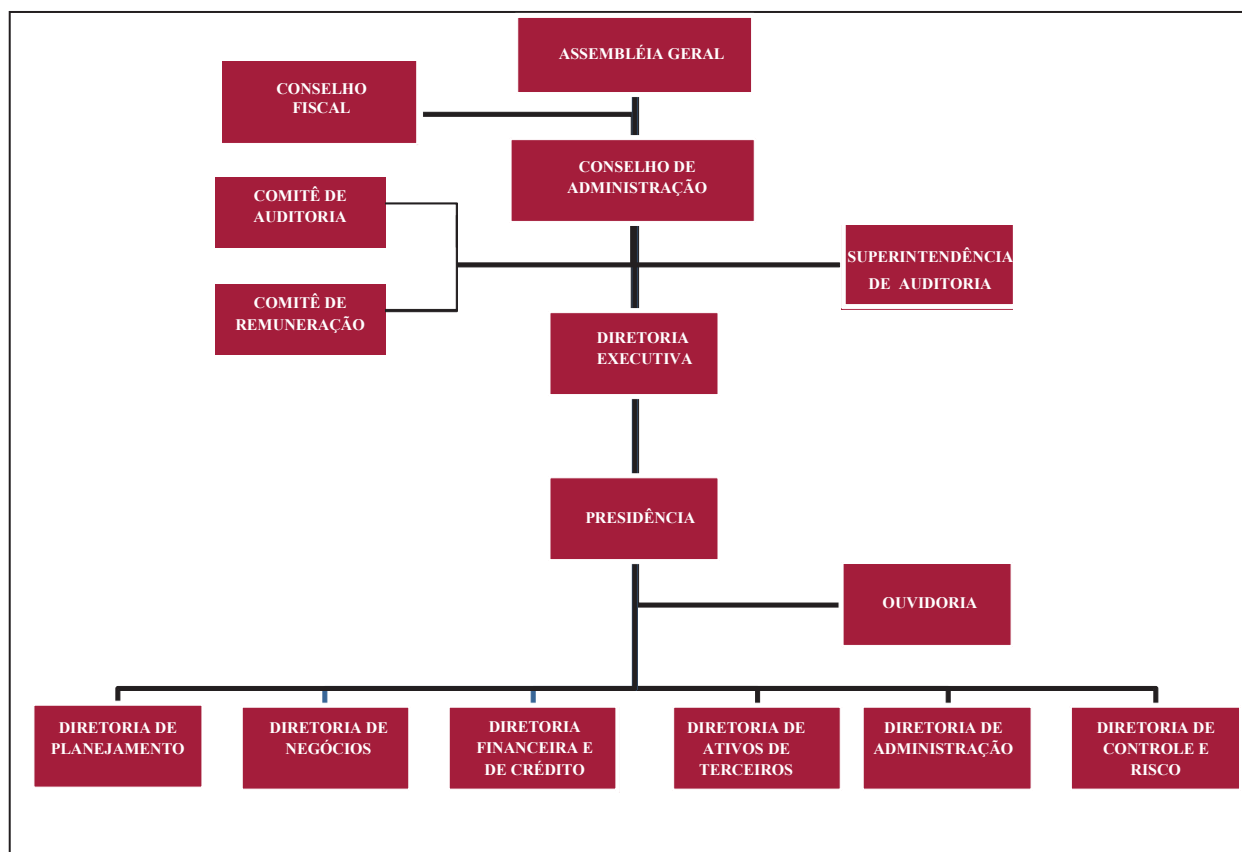 ASSEMBLÉIA GERAL
CONSELHO
FISCAL
CONSELHO DE
ADMINISTRAÇÃO
COMITÊ DE
AUDITORIA
SUPERINTENDÊNCIA
DE AUDITORIA
COMITÊ DE
REMUNERAÇÃO
DIRETORIA
EXECUTIVA
PRESIDÊNCIA
OUVIDORIA
DIRETORIA DE
PLANEJAMENTO
DIRETORIA DE
NEGÓCIOS
DIRETORIA
FINANCEIRA E
DE CRÉDITO
DIRETORIA DE
ATIVOS DE
TERCEIROS
DIRETORIA DE
ADMINISTRAÇÃO
DIRETORIA DE
CONTROLE E
RISCO